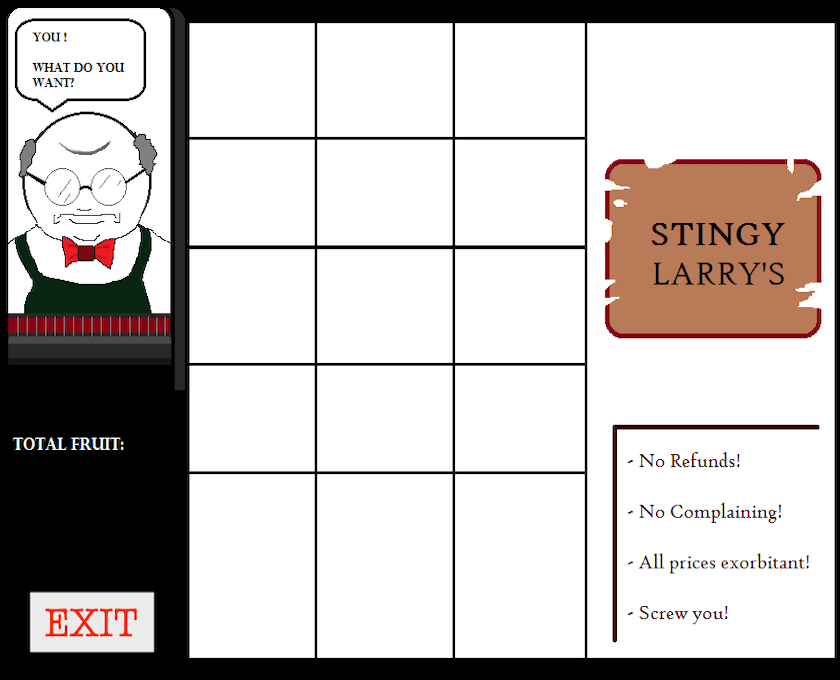 YOU !
WHAT DO YOU
WANT?
TOTAL FRUIT:
EXIT
STINGY
LARRY'S
- No Refunds!
- No Complaining!
- All prices exorbitant!
- Screw you!